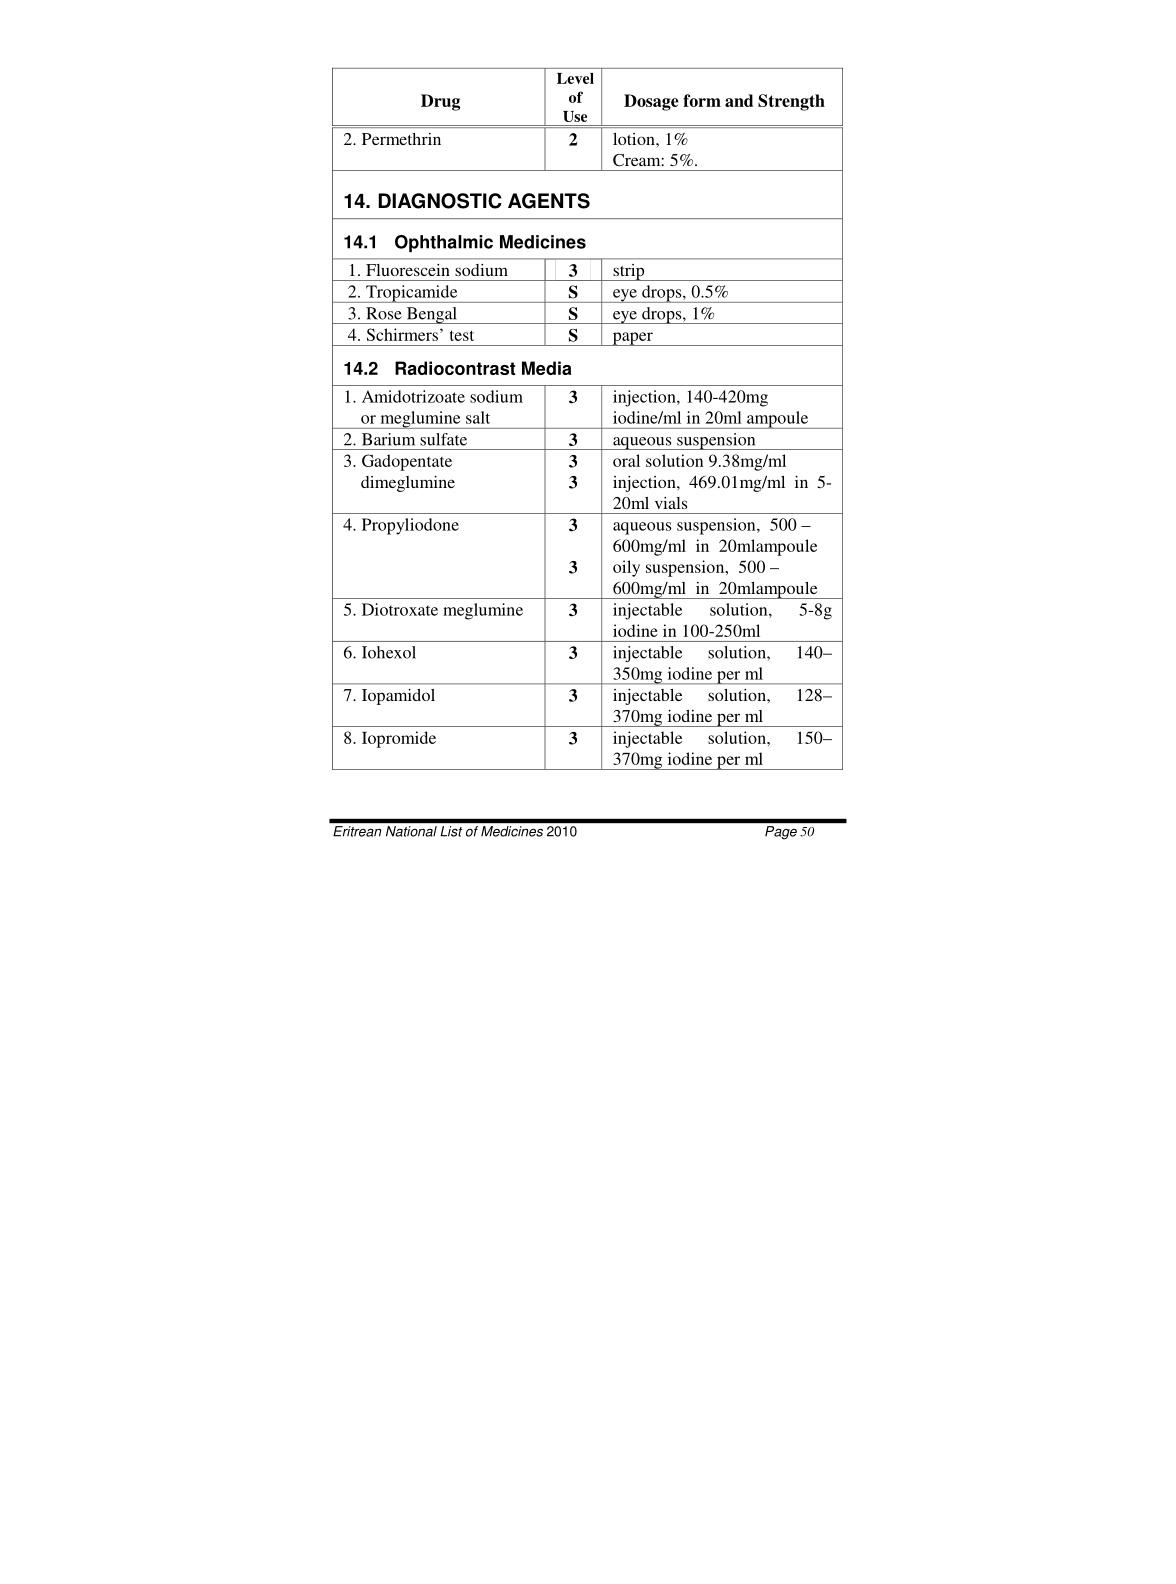 Drug
Level
of
Use
Dosage form and Strength
2. Permethrin 2 lotion, 1%
Cream: 5%.
14. DIAGNOSTIC AGENTS
14.1 Ophthalmic Medicines
1. Fluorescein sodium 3 strip
2. Tropicamide S eye drops, 0.5%
3. Rose Bengal S eye drops, 1%
4. Schirmers’ test S paper
14.2 Radiocontrast Media
1. Amidotrizoate sodium 3 injection, 140-420mg
or meglumine salt iodine/ml in 20ml ampoule
2. Barium sulfate 3 aqueous suspension
3. Gadopentate 3 oral solution 9.38mg/ml
dimeglumine 3 injection, 469.01mg/ml in 5-
20ml vials
4. Propyliodone 3 aqueous suspension, 500 –
600mg/ml in 20mlampoule
3 oily suspension, 500 –
600mg/ml in 20mlampoule
5. Diotroxate meglumine 3 injectable solution, 5-8g
iodine in 100-250ml
6. Iohexol 3 injectable solution, 140–
350mg iodine per ml
7. Iopamidol 3 injectable solution, 128–
370mg iodine per ml
8. Iopromide 3 injectable solution, 150–
370mg iodine per ml
Eritrean National List of Medicines 2010 Page 50